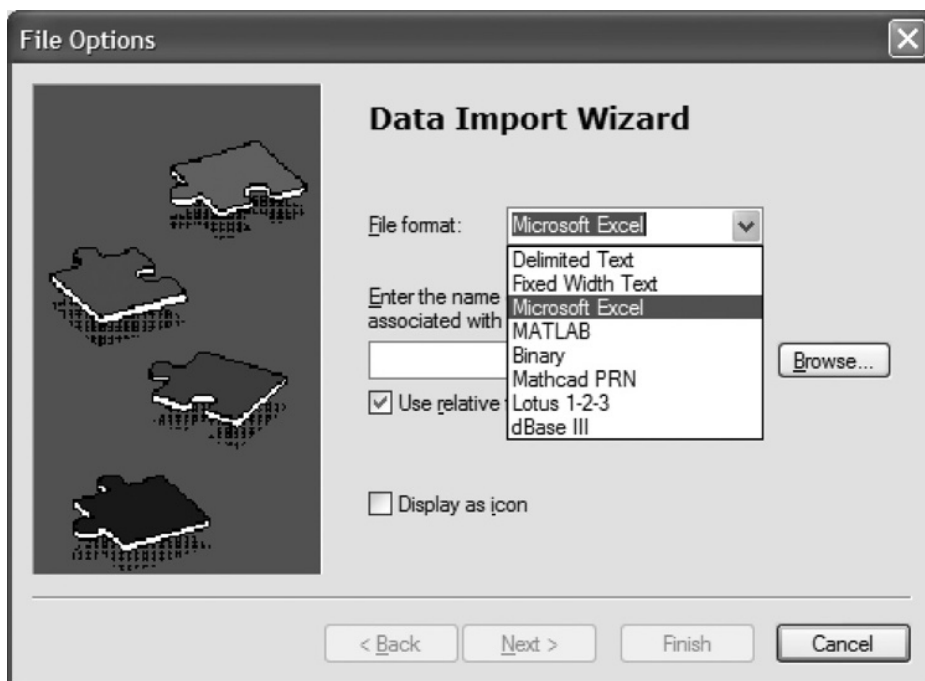 File Options
Data Import Wizard
File format:
Microsoft Excel
Delimited Text
Fixed Width Text
Microsoft Excel
MATLAB
Binary
Mathcad PRN
Lotus 1-2-3
dBase III
Enter the name
associated with
Browse...
Use relative
Display as icon
< Back
Next >
Finish
Cancel